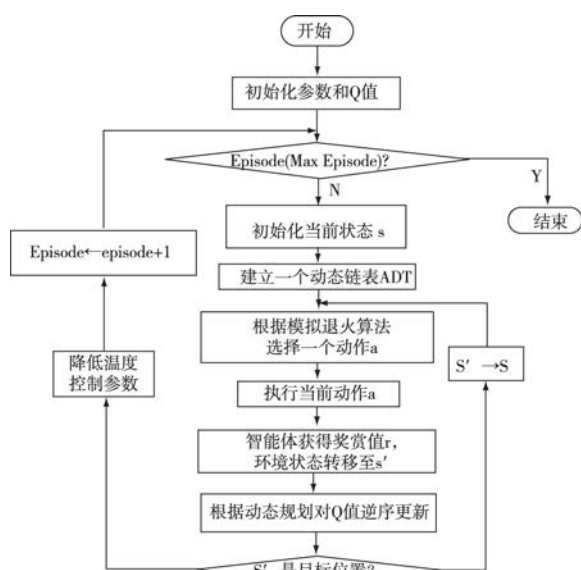 开始
初始化参数和Q值
Episode(Max Episode)?
Y
N
结束
初始化当前状态 s
Episode←episode+1
建立一个动态链表ADT
根据模拟退火算法
选择一个动作a
S′ →S
降低温度
控制参数
执行当前动作a
智能体获得奖赏值r,
环境状态转移至s′
根据动态规划对Q值逆序更新
S′ 是目标位置?